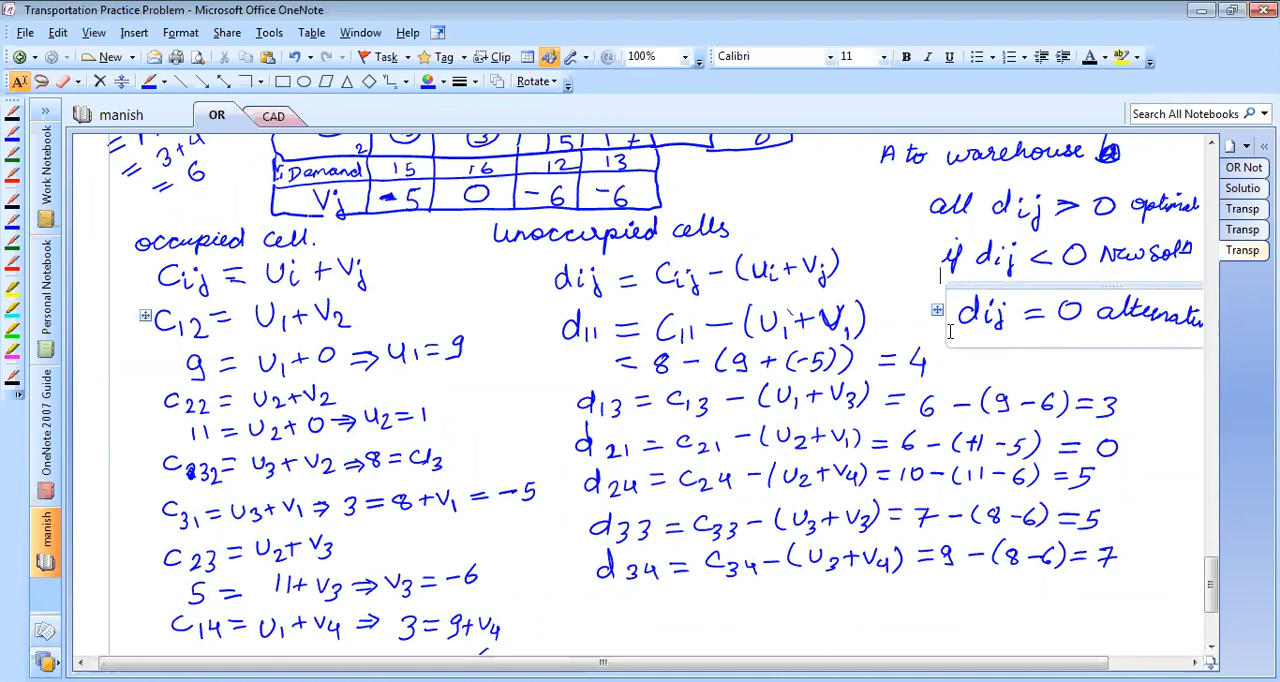 Transportation Practice Problem - Microsoft Office OneNote
File Edit View Insert Format Share Tools Table Window Help
New Task Tag Clip 100% Calibri 11 B I U
Rotate
manish OR CAD Search All Notebooks
Work Notebook
Personal Notebook
OneNote 2007 Guide
manish
OR Not
Solutio
Transp
Transp
Transp
= 3+4
= 6
2 15 0
Demand 15 16 12 13
Vj -5 0 -6 -6
A to warehouse
all dij > 0 optimal
if dij < 0 New Soln
dij = 0 alternativ
occupied cell.
Cij = Ui + Vj
C12 = U1 + V2
9 = U1 + 0 ⇒ U1 = 9
C22 = U2 + V2
11 = U2 + 0 ⇒ U2 = 1
C32 = U3 + V2 ⇒ 8 = U3
C31 = U3 + V1 ⇒ 3 = 8 + V1 = -5
C23 = U2 + V3
5 = 11 + V3 ⇒ V3 = -6
C14 = U1 + V4 ⇒ 3 = 9 + V4
Unoccupied cells
dij = Cij - (Ui + Vj)
d11 = C11 - (U1 + V1)
= 8 - (9 + (-5)) = 4
d13 = C13 - (U1 + V3) = 6 - (9 - 6) = 3
d21 = C21 - (U2 + V1) = 6 - (11 - 5) = 0
d24 = C24 - (U2 + V4) = 10 - (11 - 6) = 5
d33 = C33 - (U3 + V3) = 7 - (8 - 6) = 5
d34 = C34 - (U3 + V4) = 9 - (8 - 6) = 7